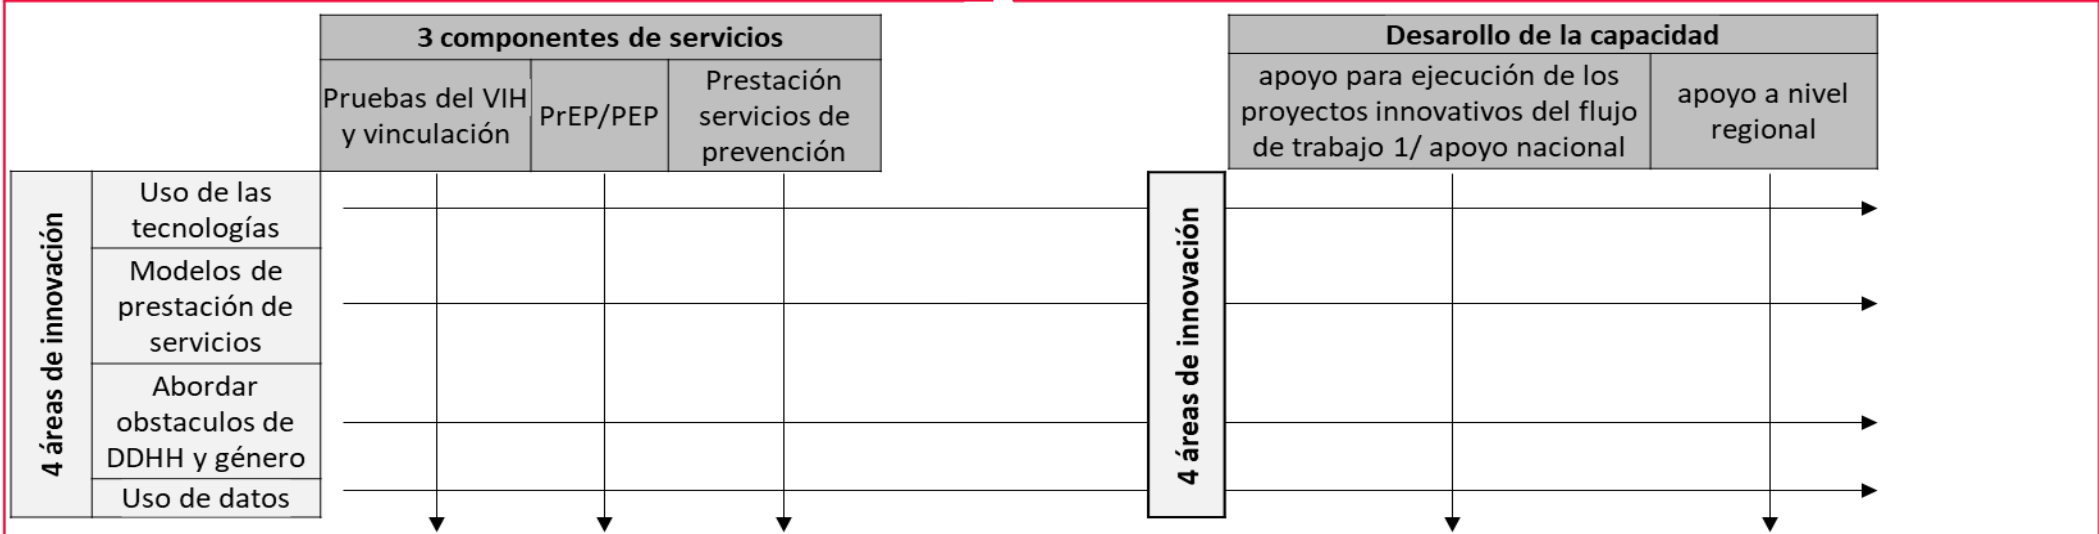 3 componentes de servicios
Pruebas del VIH
y vinculación
PrEP/PEP
Prestación
servicios de
prevención
Desarollo de la capacidad
apoyo para ejecución de los
proyectos innovativos del flujo
de trabajo 1/ apoyo nacional
apoyo a nivel
regional
4 áreas de innovación
Uso de las
tecnologías
Modelos de
prestación de
servicios
Abordar
obstaculos de
DDHH y género
Uso de datos
4 áreas de innovación